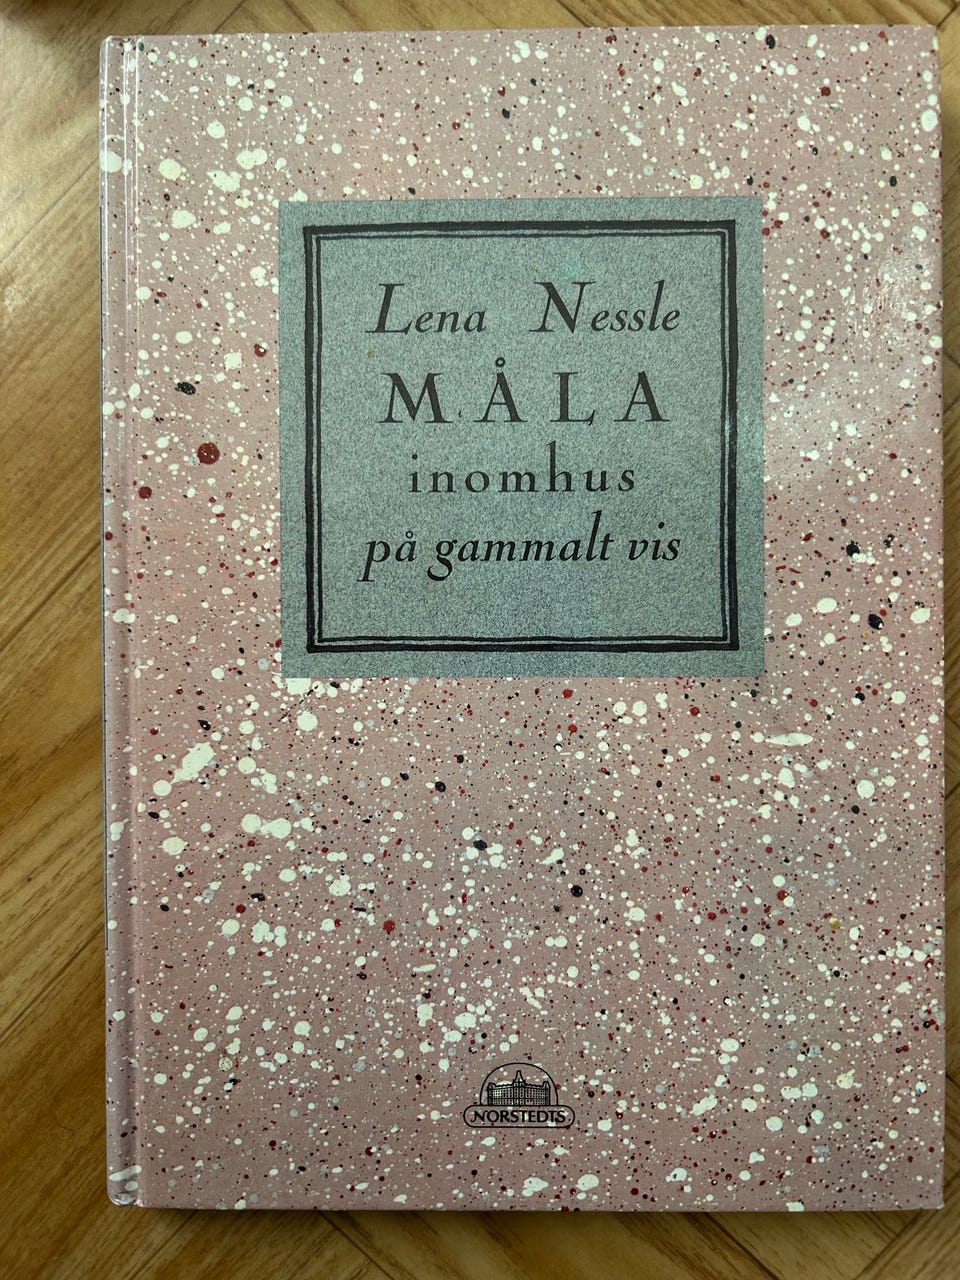 Lena Nessle
MÅLA
inomhus
på gammalt vis
NORSTEDTS